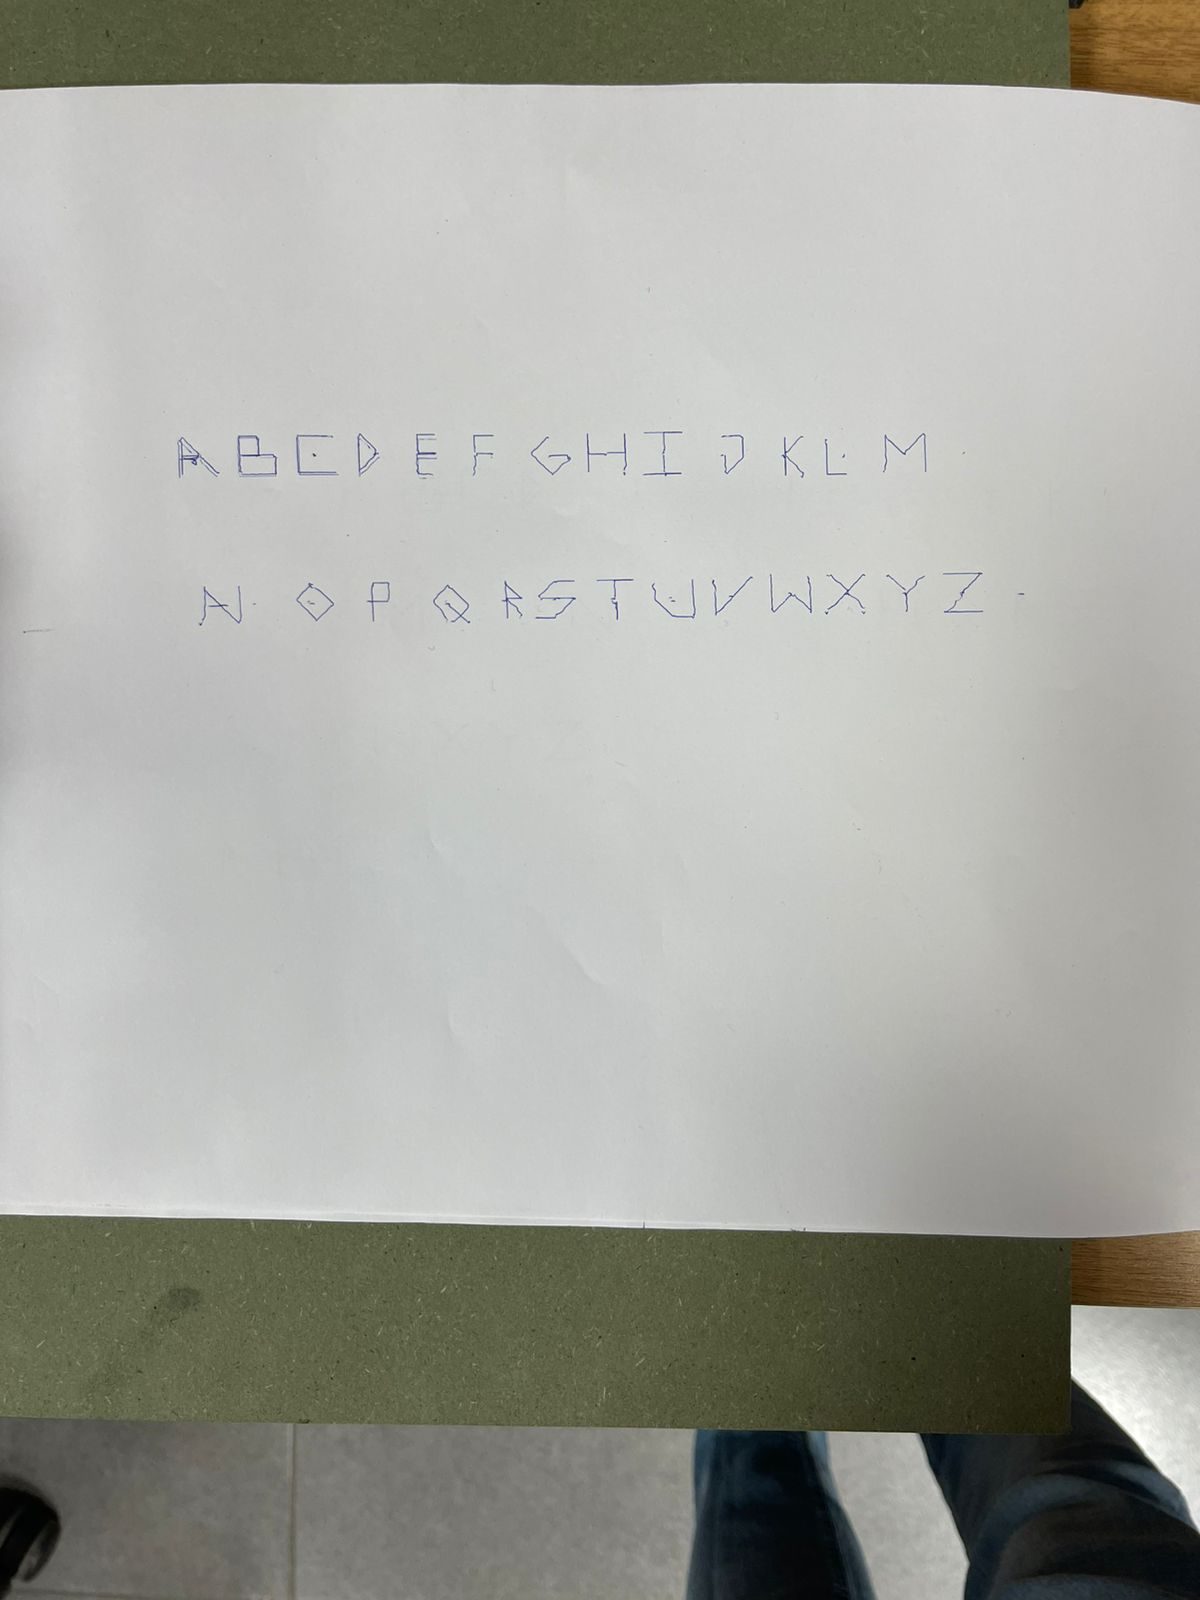 A B C D E F G H I J K L M
N O P Q R S T U V W X Y Z